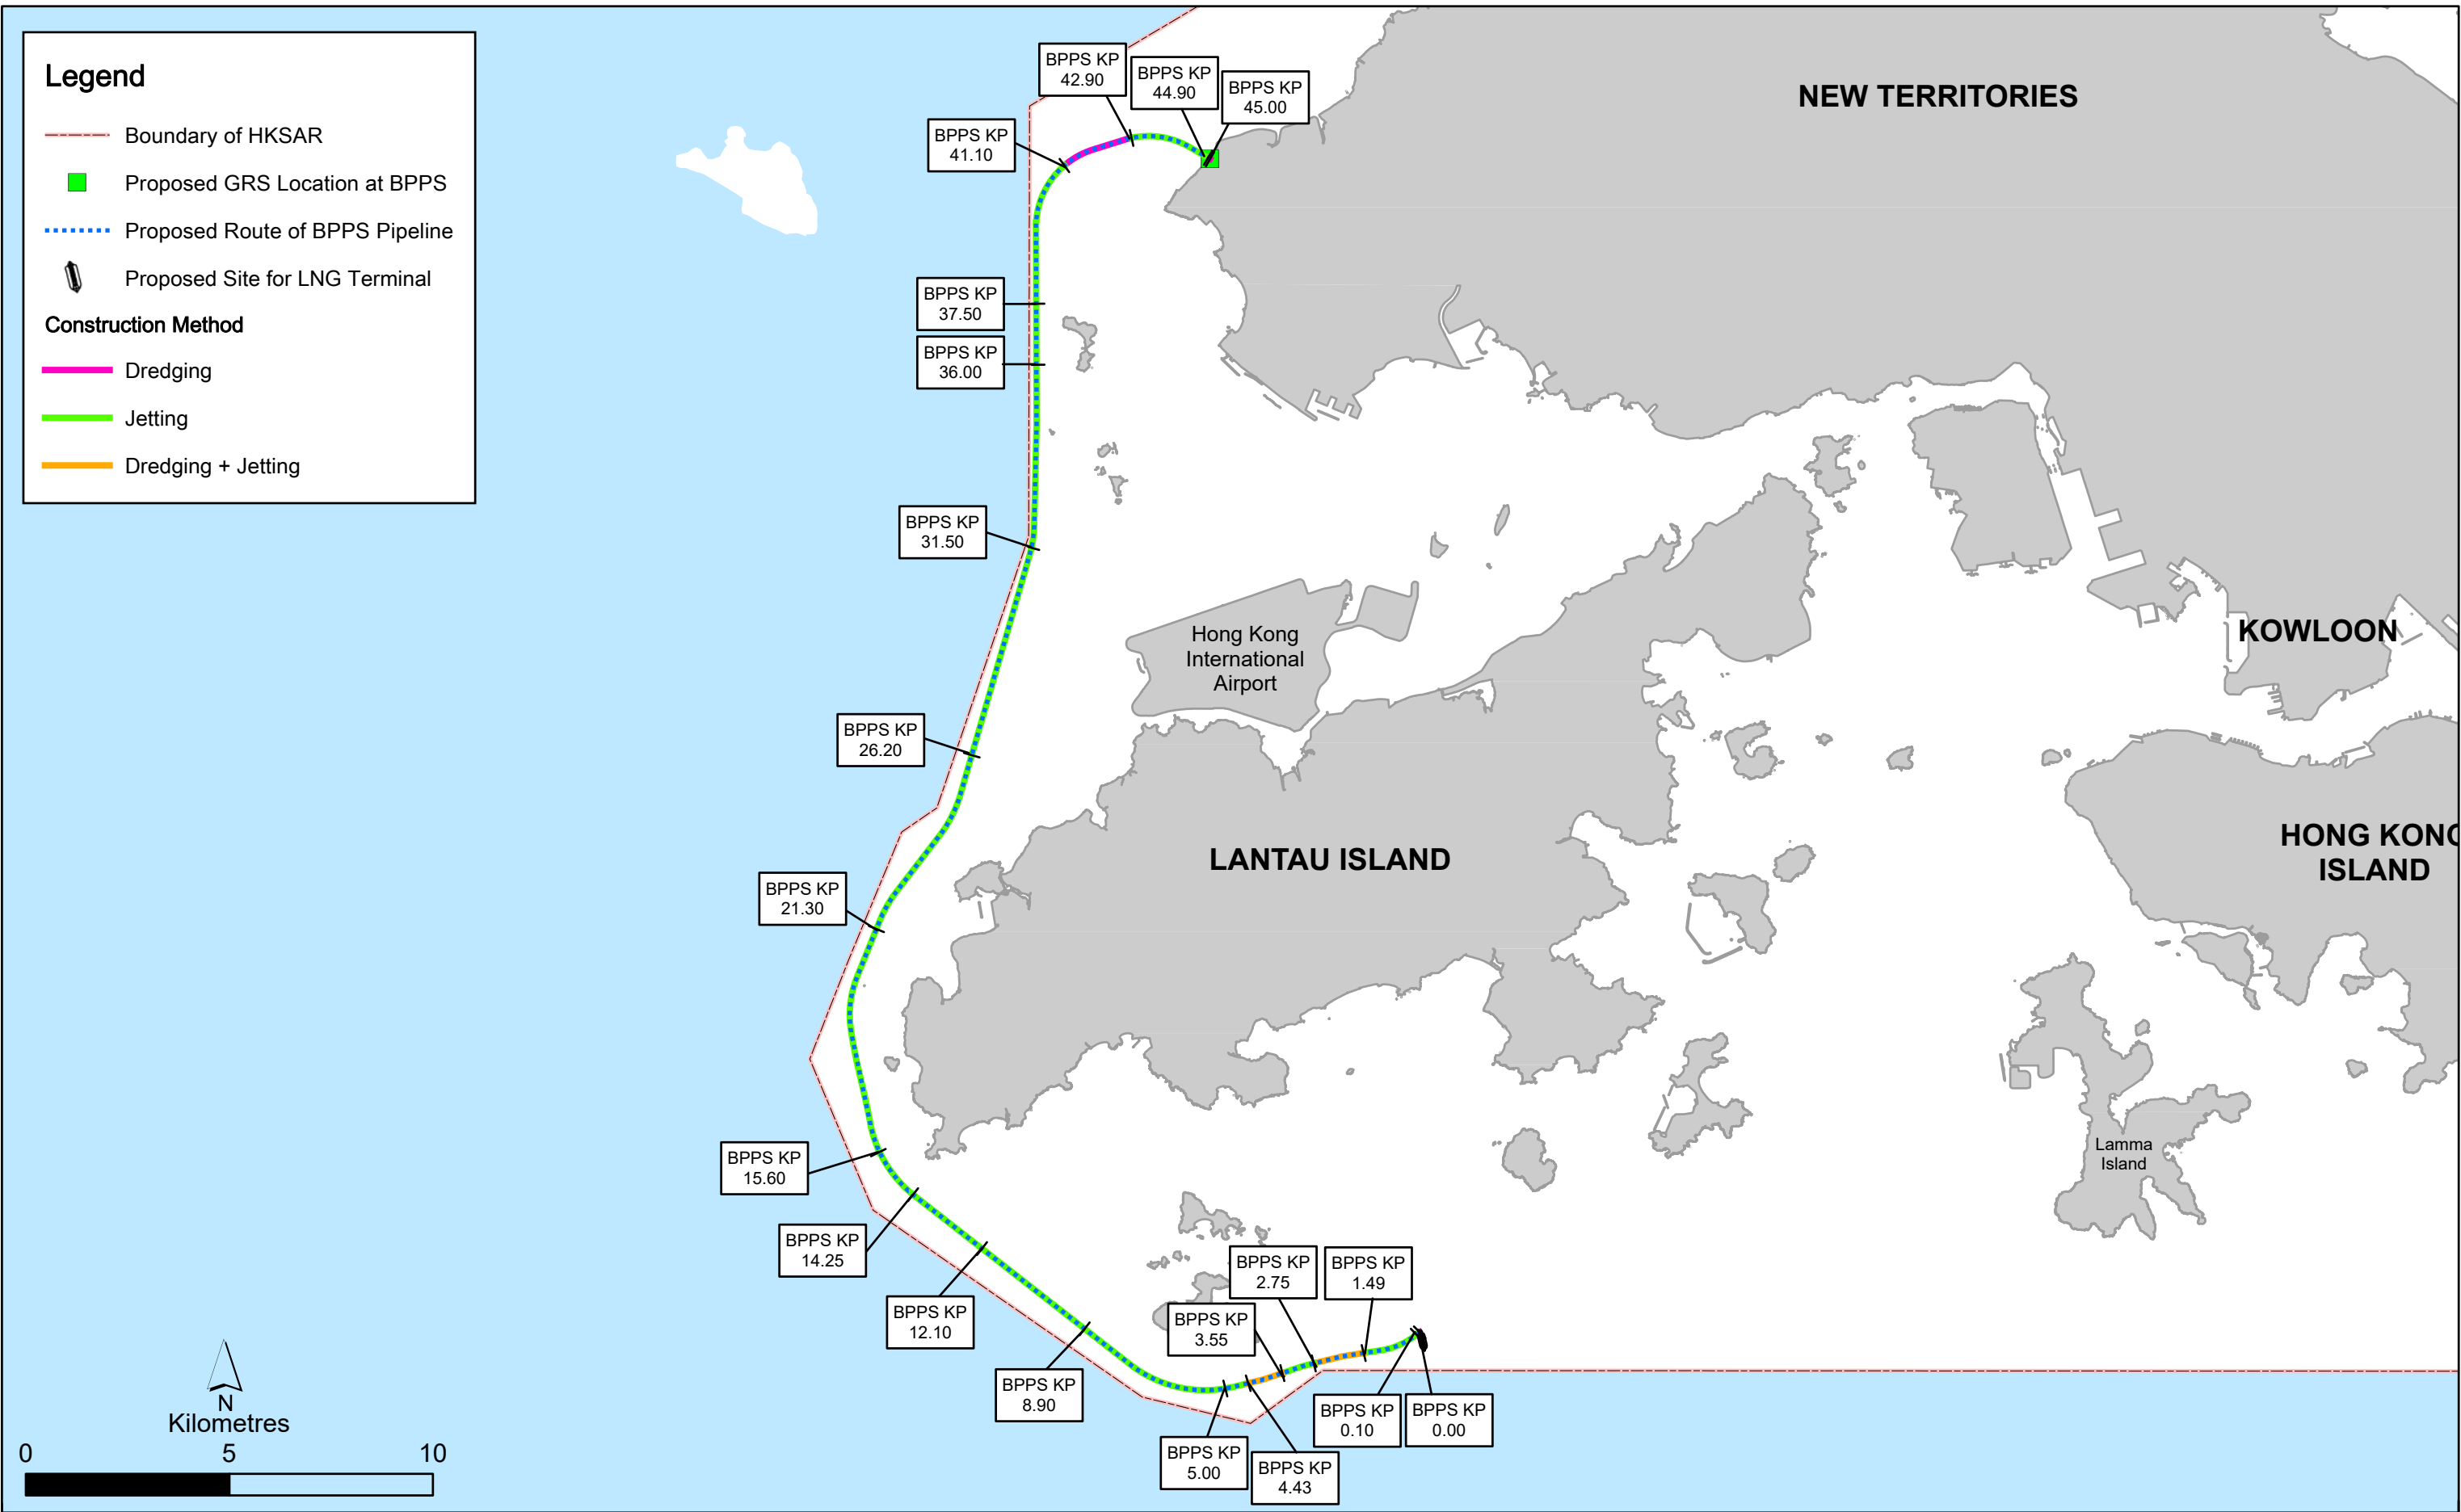 Legend
Boundary of HKSAR
Proposed GRS Location at BPPS
Proposed Route of BPPS Pipeline
Proposed Site for LNG Terminal
Construction Method
Dredging
Jetting
Dredging + Jetting
BPPS KP
42.90
BPPS KP
44.90
BPPS KP
45.00
BPPS KP
41.10
NEW TERRITORIES
BPPS KP
37.50
BPPS KP
36.00
BPPS KP
31.50
Hong Kong
International
Airport
KOWLOON
BPPS KP
26.20
LANTAU ISLAND
HONG KONG
ISLAND
BPPS KP
21.30
BPPS KP
15.60
Lamma
Island
BPPS KP
14.25
BPPS KP
12.10
BPPS KP
8.90
BPPS KP
2.75
BPPS KP
1.49
BPPS KP
3.55
BPPS KP
0.10
BPPS KP
0.00
BPPS KP
5.00
BPPS KP
4.43
N
Kilometres
0 5 10